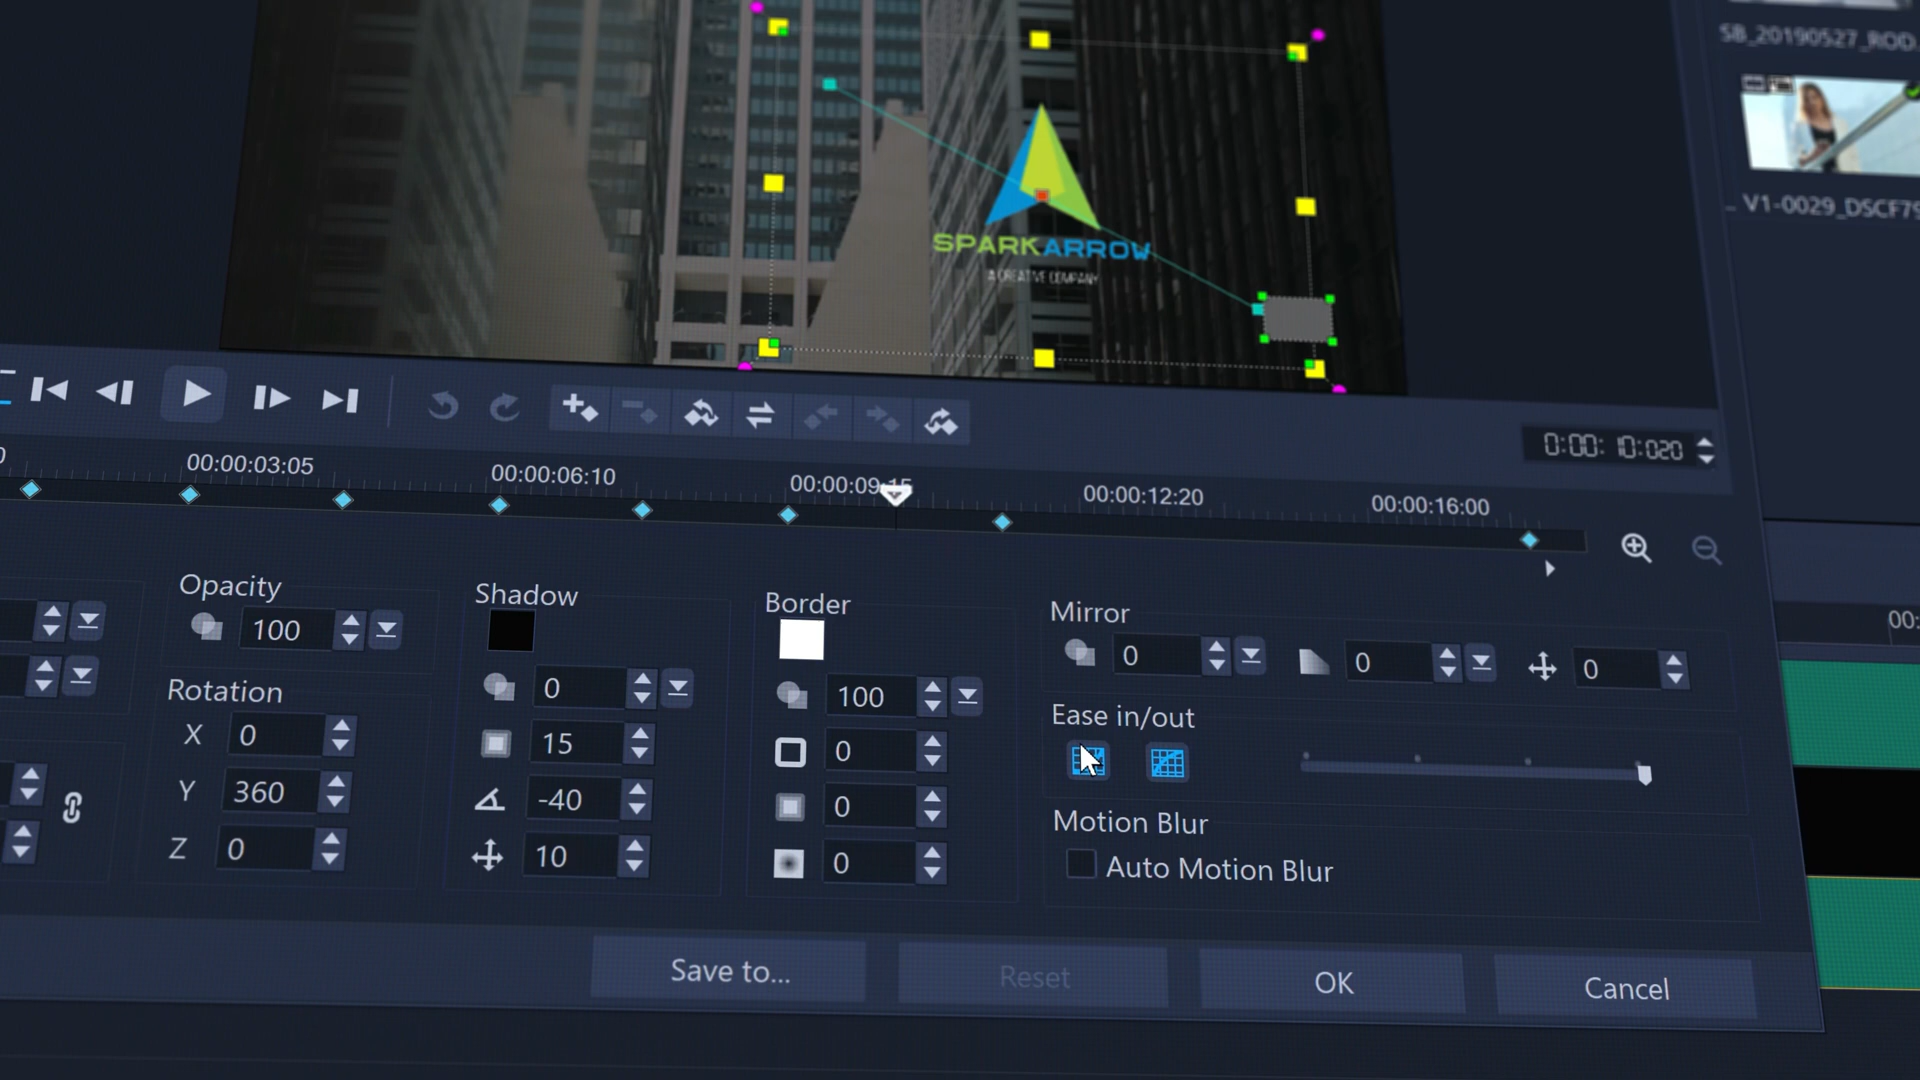 SB_20190527_ROD
V1-0029_DSCF79
SPARKARROW
A CREATIVE COMPANY
0:00: 10:020
00:00:03:05
00:00:06:10
00:00:09:15
00:00:12:20
00:00:16:00
00:
Opacity
100
Rotation
X 0
Y 360
Z 0
Shadow
0
15
-40
10
Border
100
0
0
0
Mirror
0 0 0
Ease in/out
Motion Blur
Auto Motion Blur
Save to... Reset OK Cancel